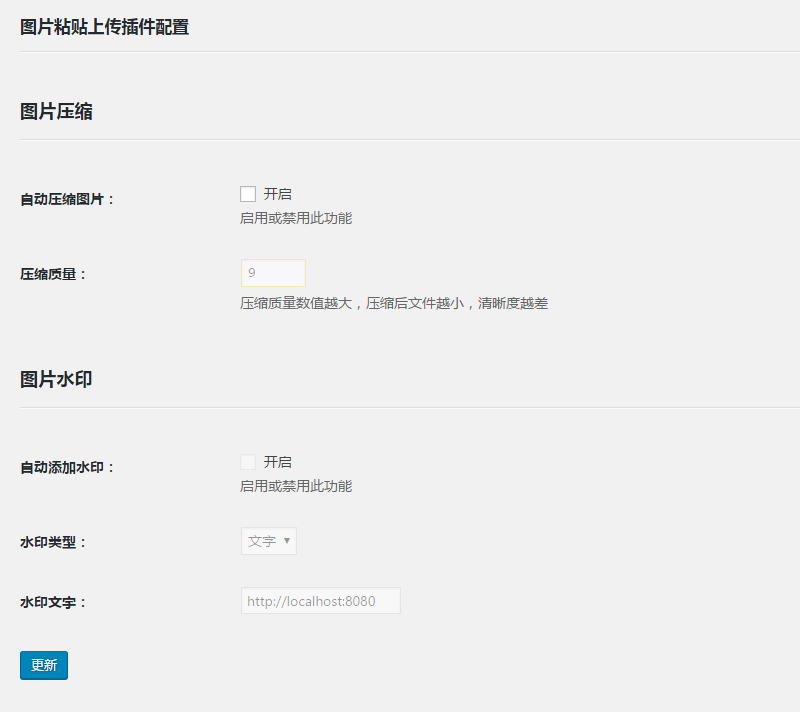 图片粘贴上传插件配置
图片压缩
自动压缩图片：
开启
启用或禁用此功能
压缩质量：
9
压缩质量数值越大，压缩后文件越小，清晰度越差
图片水印
自动添加水印：
开启
启用或禁用此功能
水印类型：
文字
水印文字：
http://localhost:8080
更新